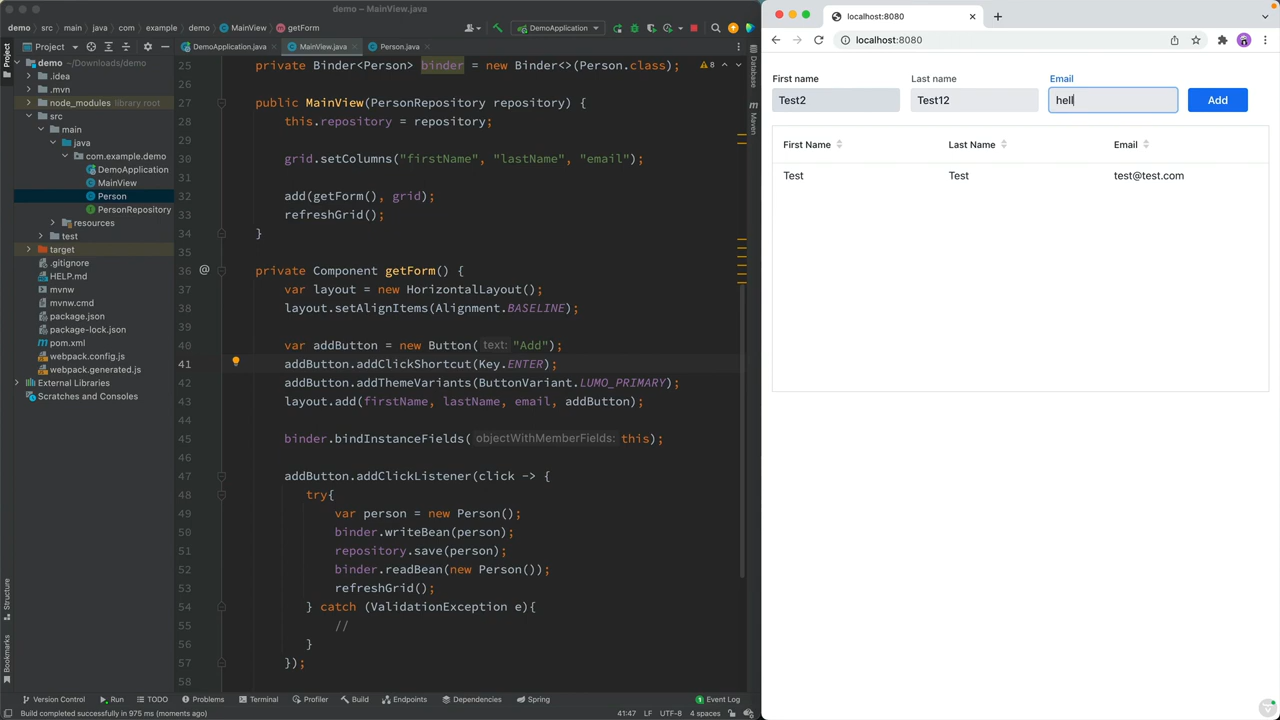 demo – MainView.java
demo
src
main
java
com
example
demo
MainView
getForm
DemoApplication
Project
DemoApplication.java
MainView.java
Person.java
demo ~/Downloads/demo
.idea
.mvn
node_modules library root
src
main
java
com.example.demo
DemoApplication
MainView
Person
PersonRepository
resources
test
target
.gitignore
HELP.md
mvnw
mvnw.cmd
package.json
package-lock.json
pom.xml
webpack.config.js
webpack.generated.js
External Libraries
Scratches and Consoles
Project
Structure
Bookmarks
8
25 private Binder<Person> binder = new Binder<>(Person.class);
26
27 public MainView(PersonRepository repository) {
28 this.repository = repository;
29
30 grid.setColumns("firstName", "lastName", "email");
31
32 add(getForm(), grid);
33 refreshGrid();
34 }
35
36 @ private Component getForm() {
37 var layout = new HorizontalLayout();
38 layout.setAlignItems(Alignment.BASELINE);
39
40 var addButton = new Button( text: "Add");
41 addButton.addClickShortcut(Key.ENTER);
42 addButton.addThemeVariants(ButtonVariant.LUMO_PRIMARY);
43 layout.add(firstName, lastName, email, addButton);
44
45 binder.bindInstanceFields( objectWithMemberFields: this);
46
47 addButton.addClickListener(click -> {
48 try{
49 var person = new Person();
50 binder.writeBean(person);
51 repository.save(person);
52 binder.readBean(new Person());
53 refreshGrid();
54 } catch (ValidationException e){
55 //
56 }
57 });
58
Database
m Maven
Version Control
Run
TODO
Problems
Terminal
Profiler
Build
Endpoints
Dependencies
Spring
Event Log
Build completed successfully in 975 ms (moments ago)
41:47 LF UTF-8 4 spaces
localhost:8080
localhost:8080
First name Last name Email
Test2 Test12 hell Add
First Name Last Name Email
Test Test test@test.com